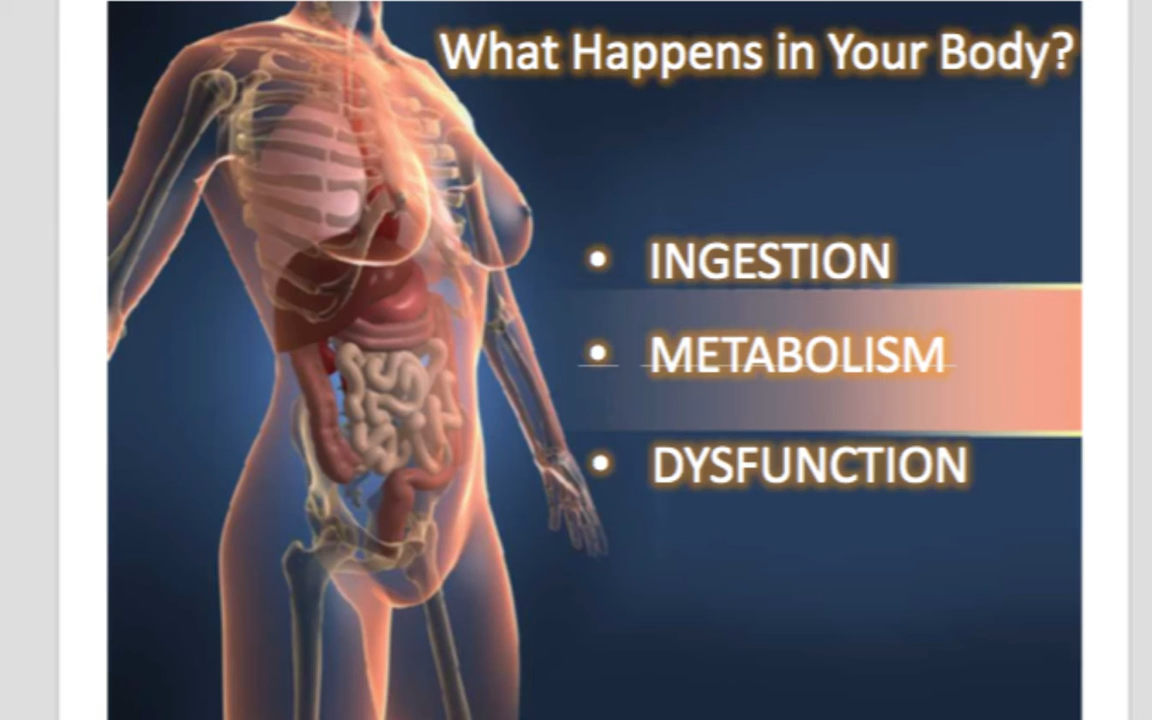 What Happens in Your Body?
• INGESTION
• METABOLISM
• DYSFUNCTION